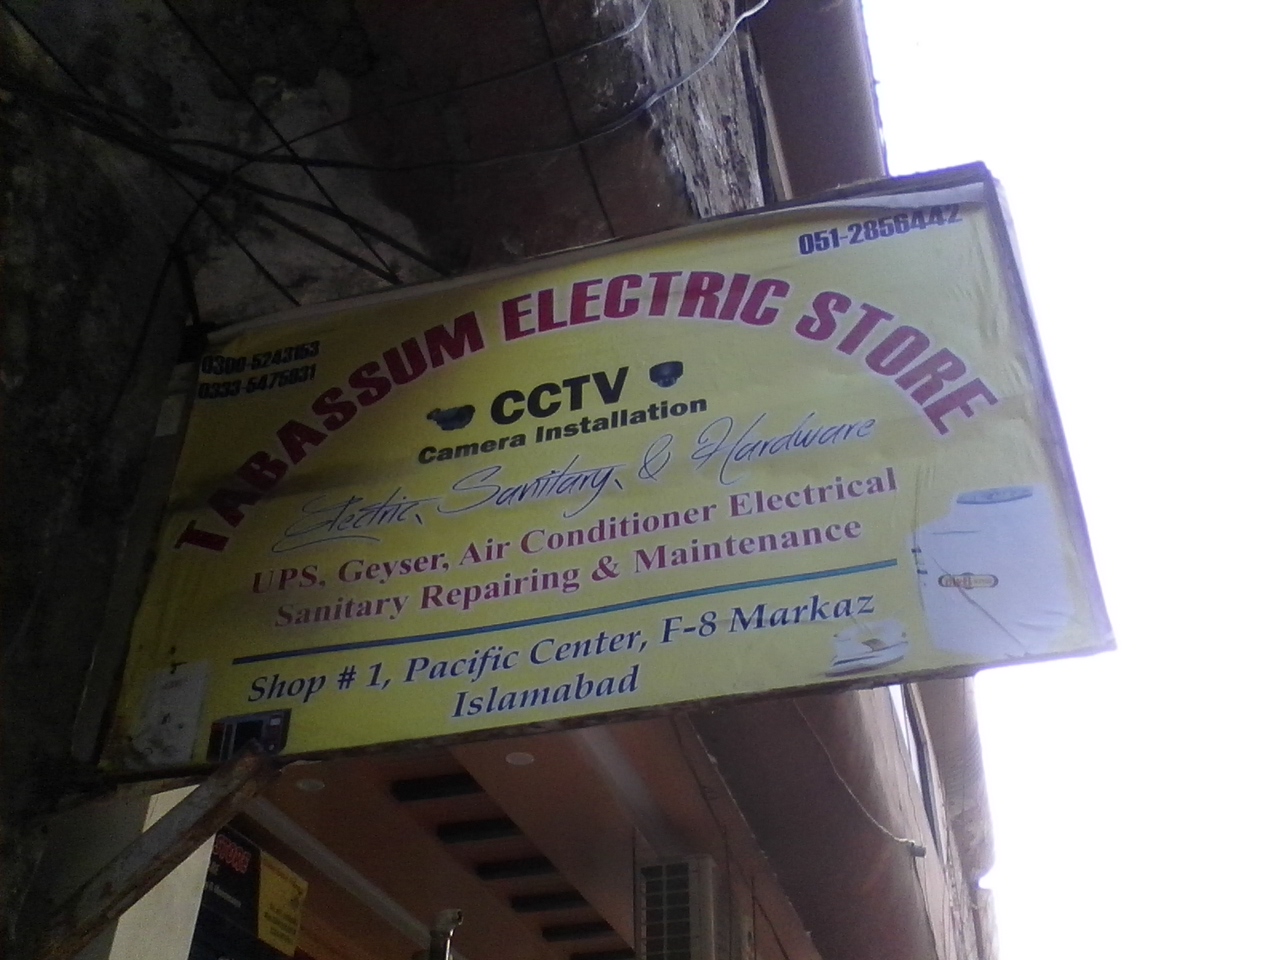 051-2856442
0300-5243153
0333-5475031
TABASSUM ELECTRIC STORE
CCTV
Camera Installation
Electric, Sanitary, & Hardware
UPS, Geyser, Air Conditioner Electrical
Sanitary Repairing & Maintenance
Shop # 1, Pacific Center, F-8 Markaz
Islamabad